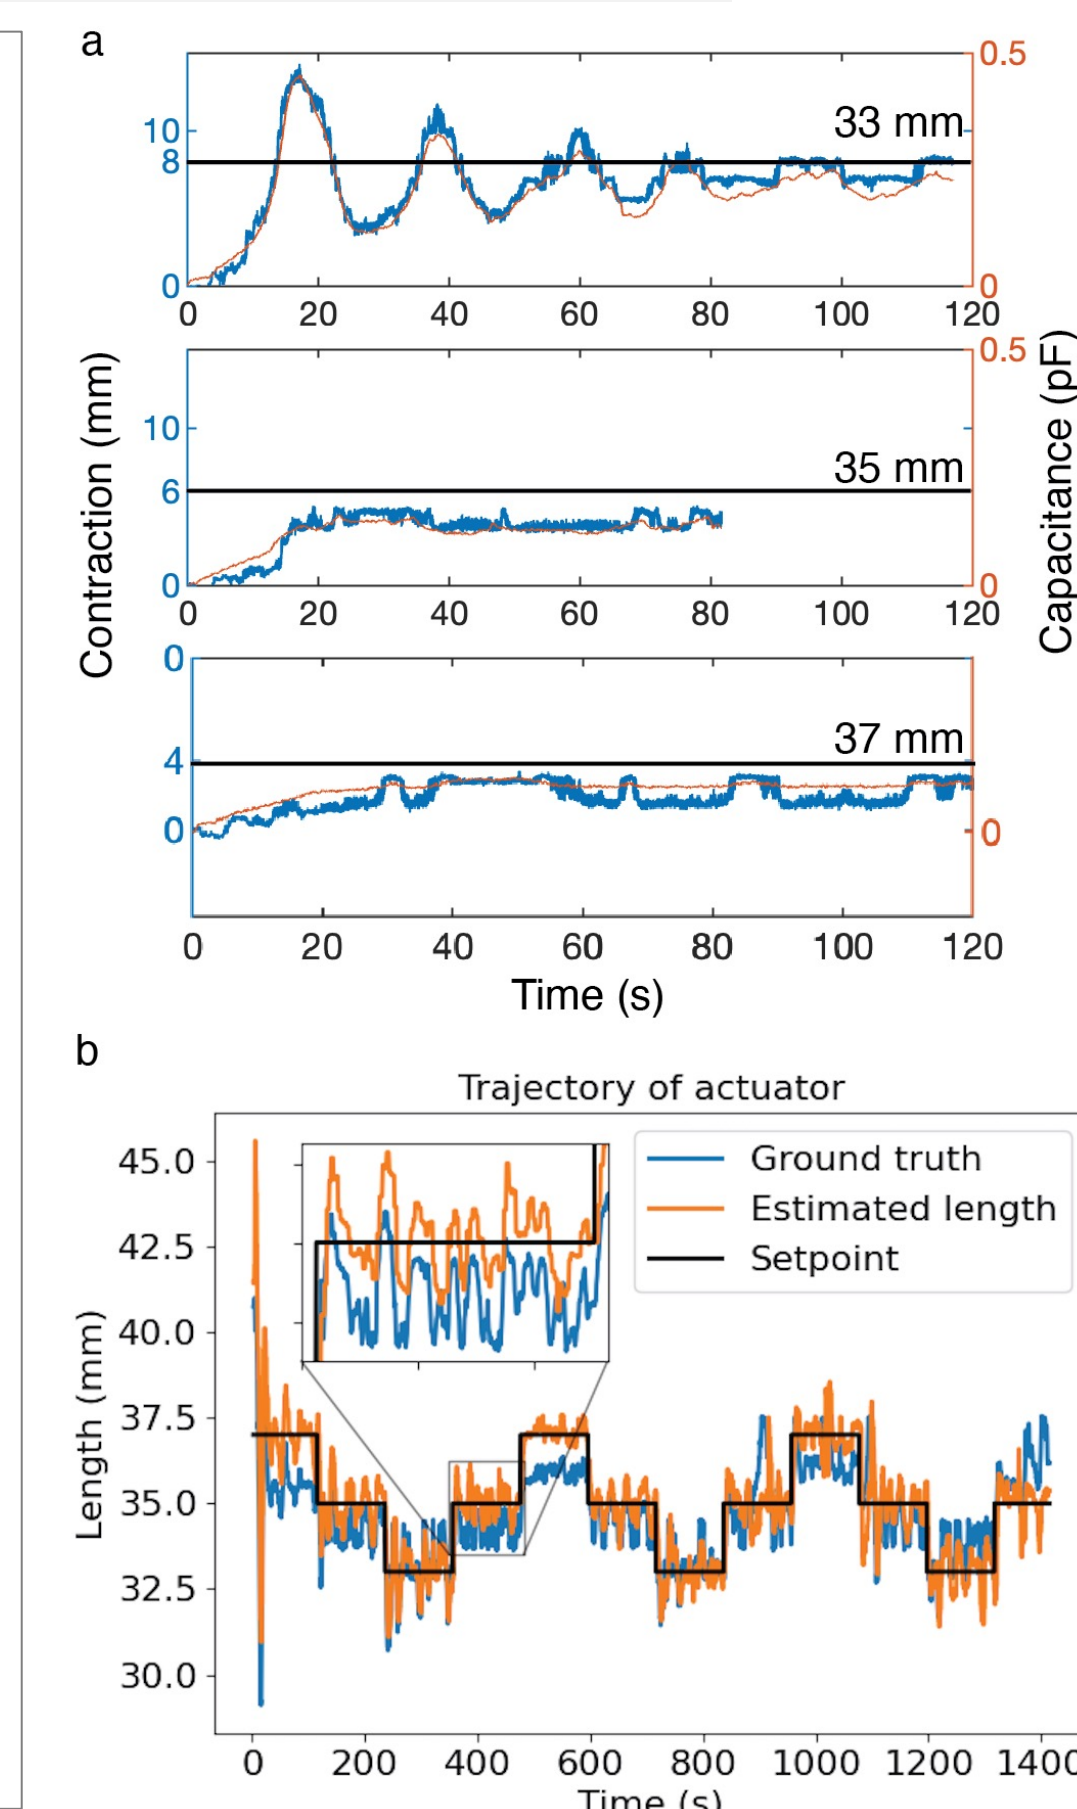 a
0.5
33 mm
10
8
0
0
0 20 40 60 80 100 120
0.5
35 mm
10
6
0
0
0 20 40 60 80 100 120
0
37 mm
4
0
0
0 20 40 60 80 100 120
Contraction (mm)
Capacitance (pF)
Time (s)
b
Trajectory of actuator
45.0
42.5
40.0
37.5
35.0
32.5
30.0
Length (mm)
Ground truth
Estimated length
Setpoint
0 200 400 600 800 1000 1200 1400
Time (s)